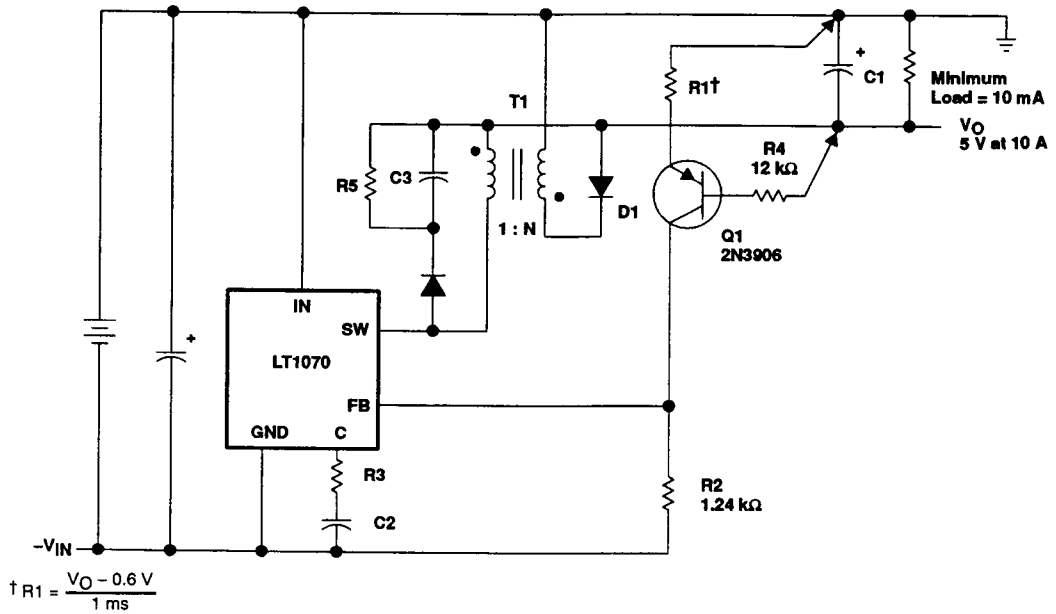 +
C1
R1†
Minimum
Load = 10 mA
T1
VO
5 V at 10 A
R4
12 kΩ
R5
C3
D1
1 : N
Q1
2N3906
IN
SW
+
LT1070
FB
GND
C
R3
R2
1.24 kΩ
C2
–VIN
† R1 = VO – 0.6 V
1 ms